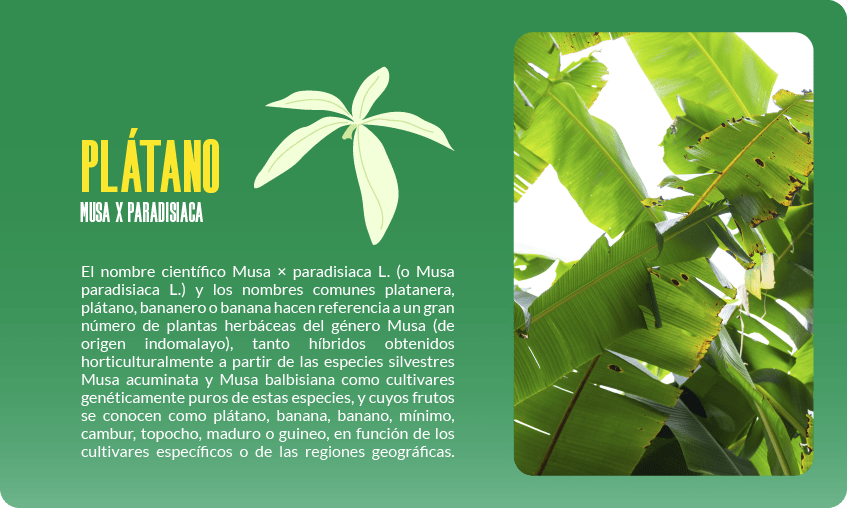 PLÁTANO
MUSA X PARADISIACA
El nombre científico Musa × paradisiaca L. (o Musa
paradisiaca L.) y los nombres comunes platanera,
plátano, bananero o banana hacen referencia a un gran
número de plantas herbáceas del género Musa (de
origen indomalayo), tanto híbridos obtenidos
horticulturalmente a partir de las especies silvestres
Musa acuminata y Musa balbisiana como cultivares
genéticamente puros de estas especies, y cuyos frutos
se conocen como plátano, banana, banano, mínimo,
cambur, topocho, maduro o guineo, en función de los
cultivares específicos o de las regiones geográficas.